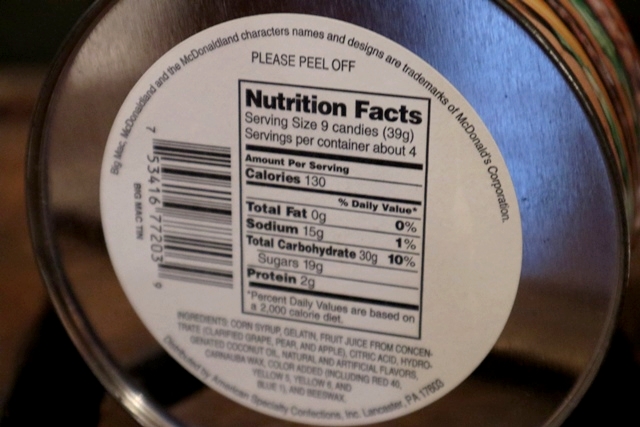 Big Mac, McDonaldland and the McDonaldland characters names and designs are trademarks of McDonald's Corporation.
PLEASE PEEL OFF
Nutrition Facts
Serving Size 9 candies (39g)
Servings per container about 4
Amount Per Serving
Calories 130
% Daily Value*
Total Fat 0g 0%
Sodium 15g 1%
Total Carbohydrate 30g 10%
Sugars 19g
Protein 2g
*Percent Daily Values are based on
a 2,000 calorie diet.
7 53416 77203 9
BIG MAC TIN
INGREDIENTS: CORN SYRUP, GELATIN, FRUIT JUICE FROM CONCEN-
TRATE (CLARIFIED GRAPE, PEAR, AND APPLE), CITRIC ACID, HYDRO-
GENATED COCONUT OIL, NATURAL AND ARTIFICIAL FLAVORS,
CARNAUBA WAX, COLOR ADDED (INCLUDING RED 40,
YELLOW 5, YELLOW 6, AND
BLUE 1), AND BEESWAX.
Distributed by American Specialty Confections, Inc. Lancaster, PA 17603